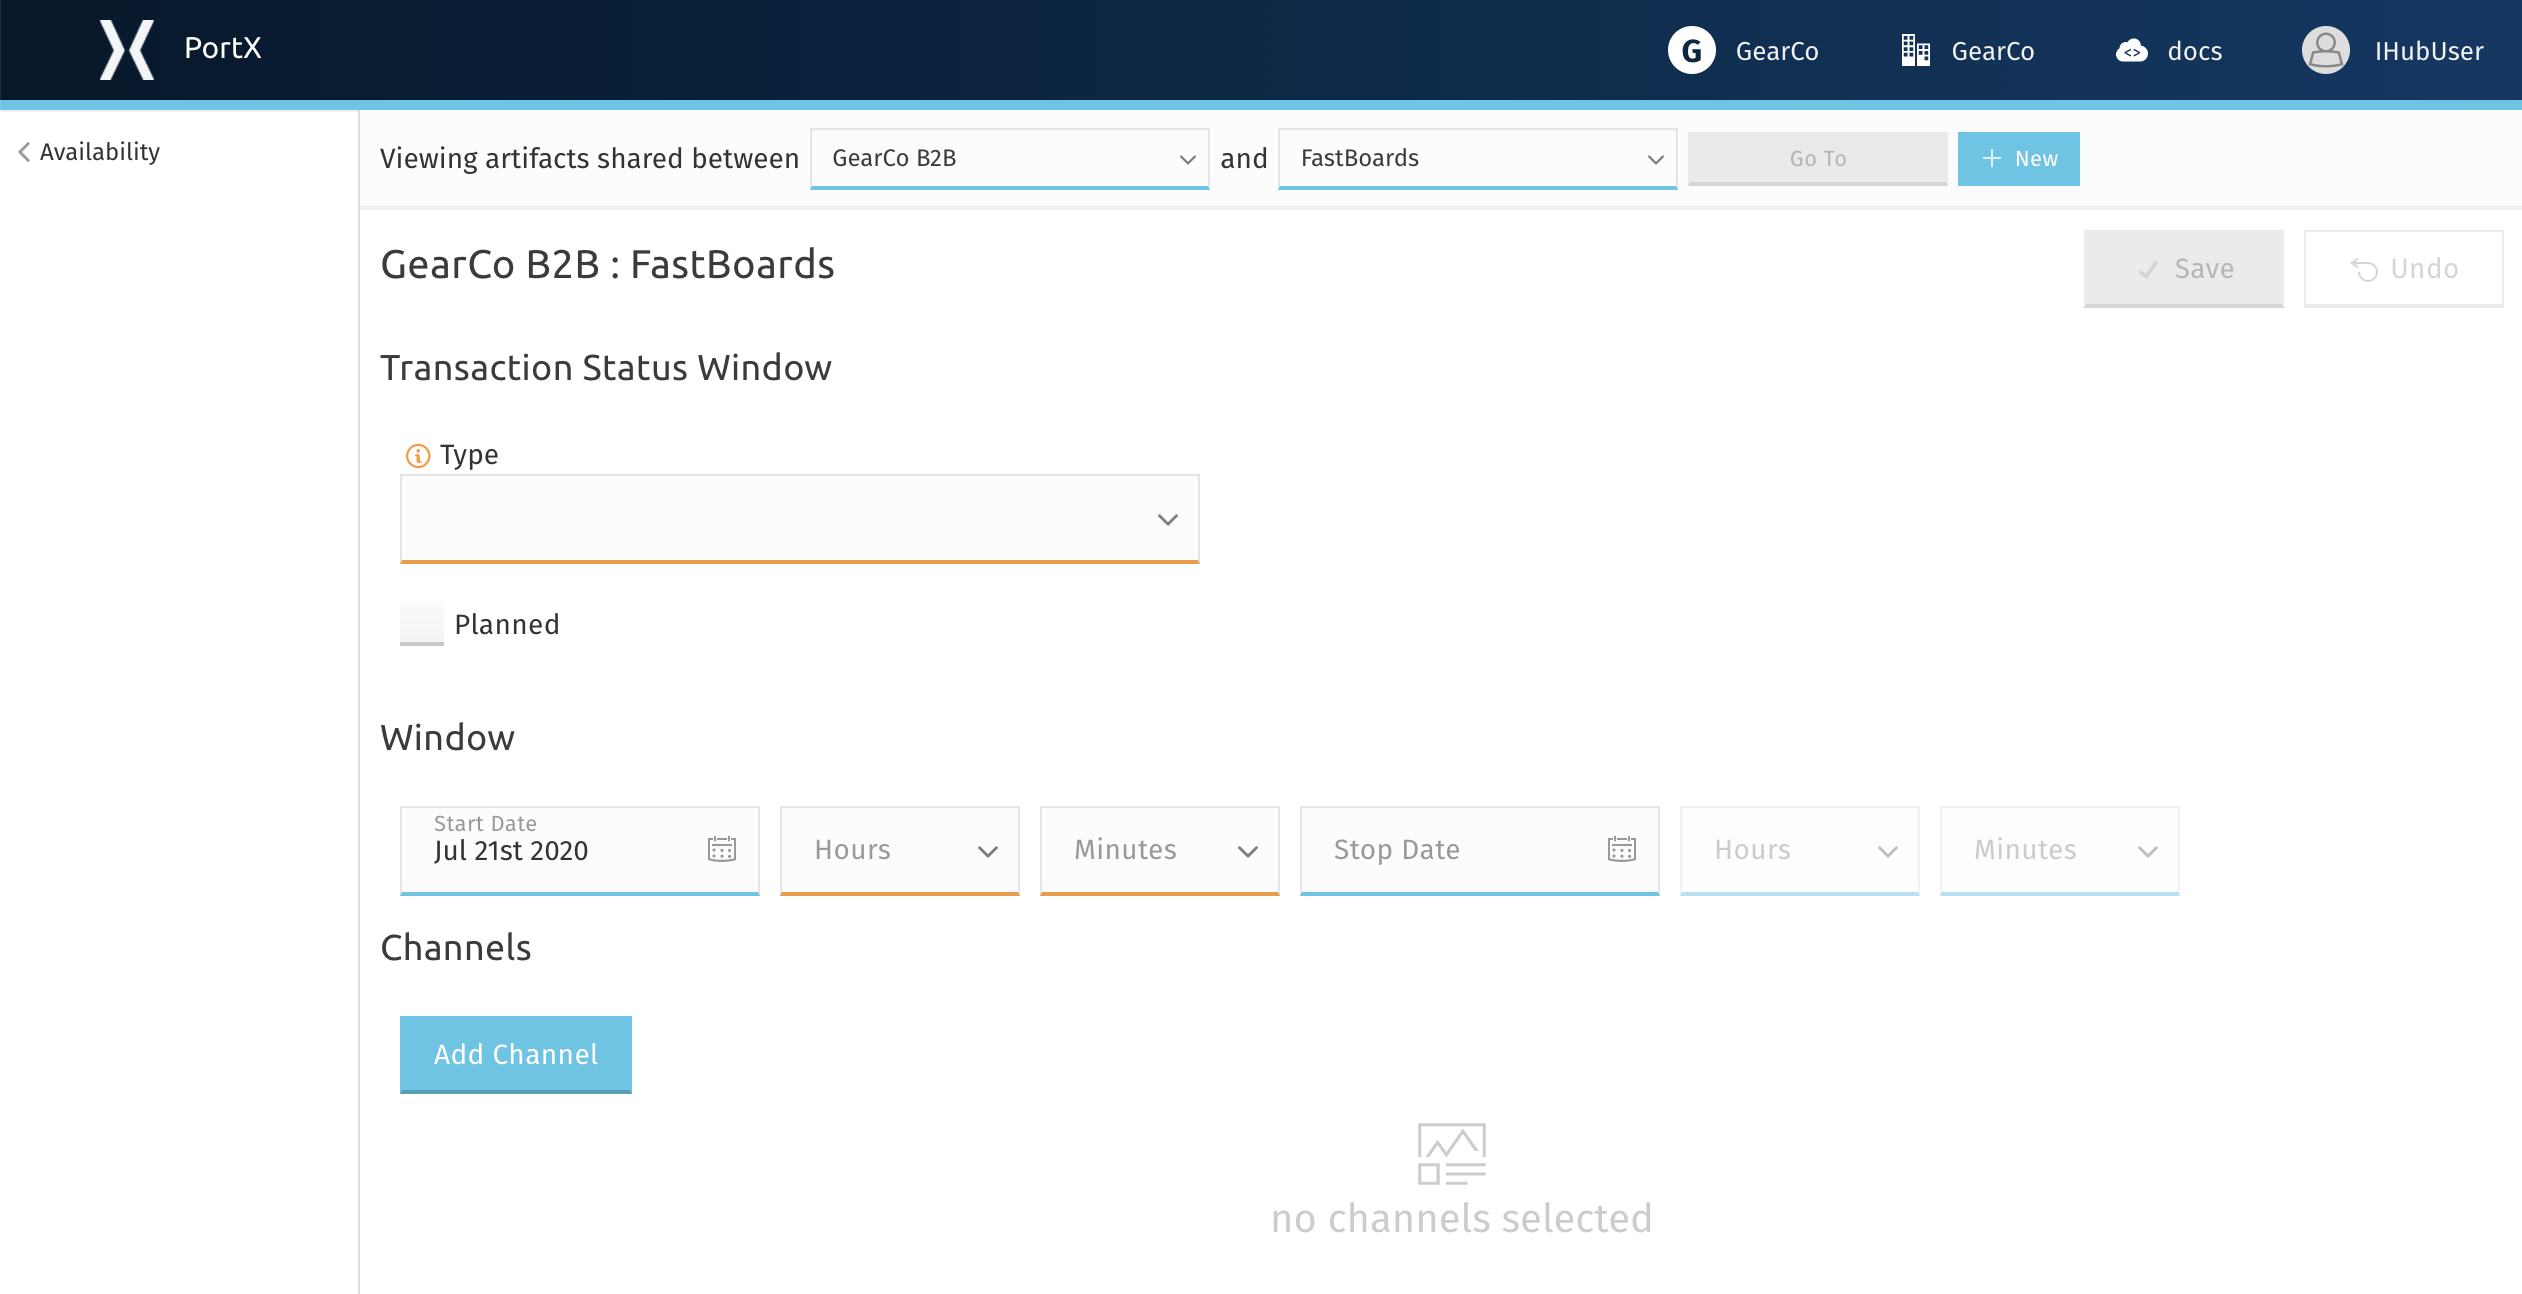 PortX
G GearCo GearCo docs IHubUser
Availability
Viewing artifacts shared between GearCo B2B and FastBoards Go To + New
GearCo B2B : FastBoards
Save Undo
Transaction Status Window
Type
Planned
Window
Start Date
Jul 21st 2020 Hours Minutes Stop Date Hours Minutes
Channels
Add Channel
no channels selected